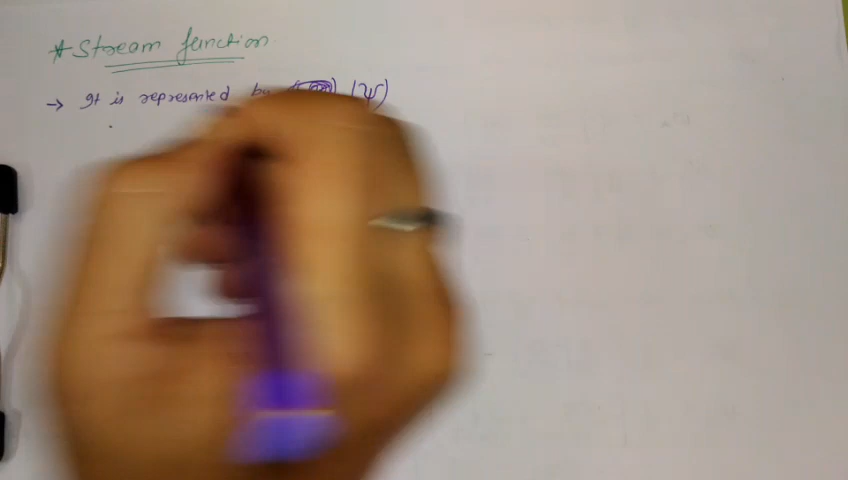 * Stream function
→ It is represented by (ψ)